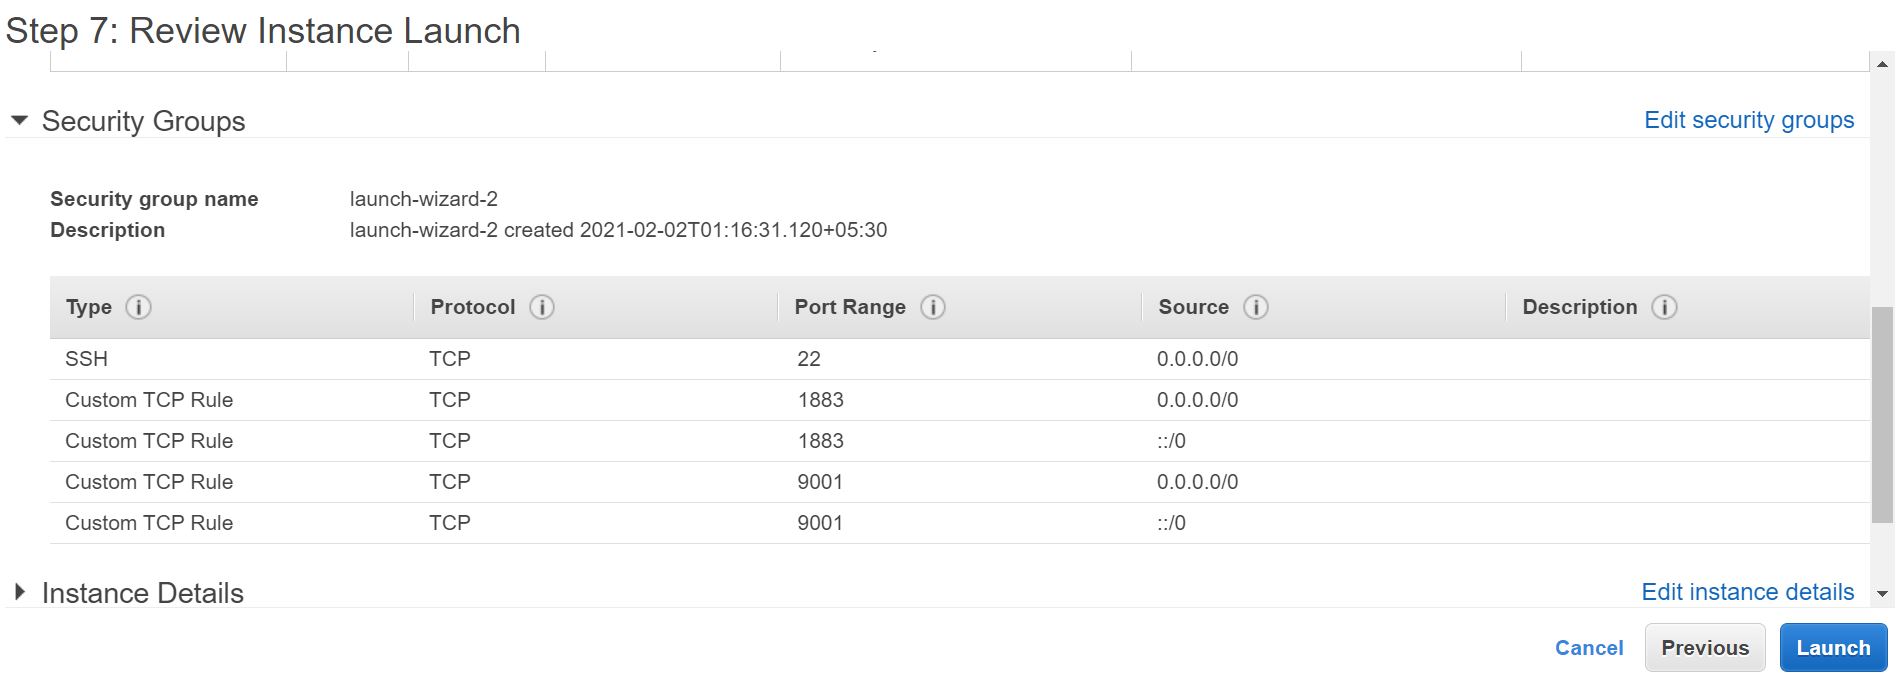 Step 7: Review Instance Launch
Security Groups Edit security groups
Security group name launch-wizard-2
Description launch-wizard-2 created 2021-02-02T01:16:31.120+05:30
Type Protocol Port Range Source Description
SSH TCP 22 0.0.0.0/0
Custom TCP Rule TCP 1883 0.0.0.0/0
Custom TCP Rule TCP 1883 ::/0
Custom TCP Rule TCP 9001 0.0.0.0/0
Custom TCP Rule TCP 9001 ::/0
Instance Details Edit instance details
Cancel Previous Launch